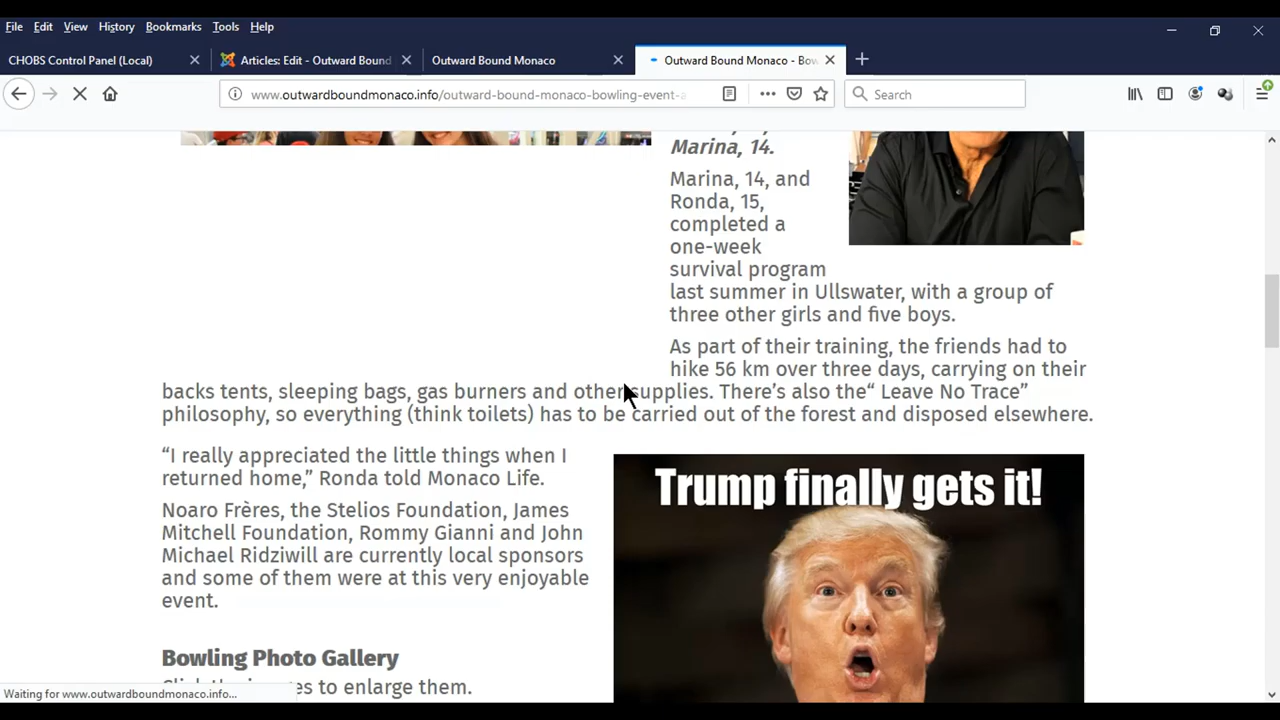 File Edit View History Bookmarks Tools Help
CHOBS Control Panel (Local)
Articles: Edit - Outward Bound
Outward Bound Monaco
Outward Bound Monaco - Bow
www.outwardboundmonaco.info/outward-bound-monaco-bowling-event-a
Search
Marina, 14.
Marina, 14, and
Ronda, 15,
completed a
one-week
survival program
last summer in Ullswater, with a group of
three other girls and five boys.
As part of their training, the friends had to
hike 56 km over three days, carrying on their
backs tents, sleeping bags, gas burners and other supplies. There’s also the“ Leave No Trace”
philosophy, so everything (think toilets) has to be carried out of the forest and disposed elsewhere.
“I really appreciated the little things when I
returned home,” Ronda told Monaco Life.
Noaro Frères, the Stelios Foundation, James
Mitchell Foundation, Rommy Gianni and John
Michael Ridziwill are currently local sponsors
and some of them were at this very enjoyable
event.
Trump finally gets it!
Bowling Photo Gallery
es to enlarge them.
Waiting for www.outwardboundmonaco.info...